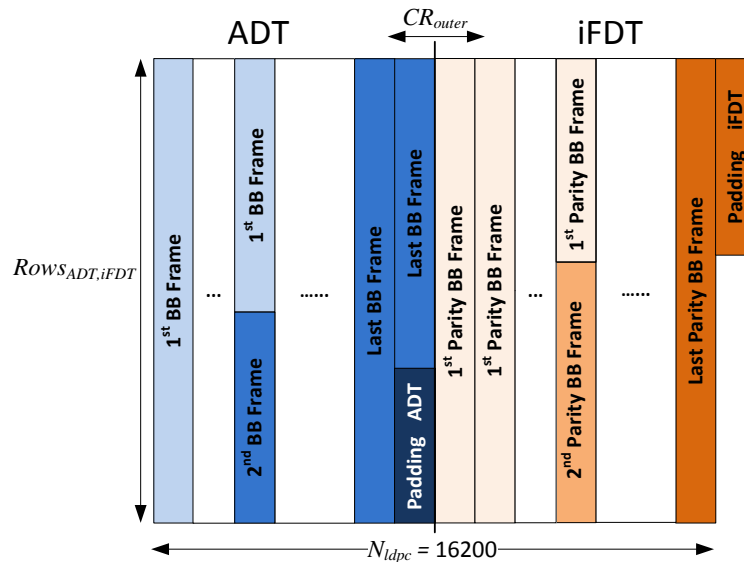 CR_outer
ADT
iFDT
Rows_ADT,iFDT
1st BB Frame
...
1st BB Frame
2nd BB Frame
......
Last BB Frame
Last BB Frame
Padding ADT
1st Parity BB Frame
1st Parity BB Frame
...
1st Parity BB Frame
2nd Parity BB Frame
......
Last Parity BB Frame
Padding iFDT
N_ldpc = 16200